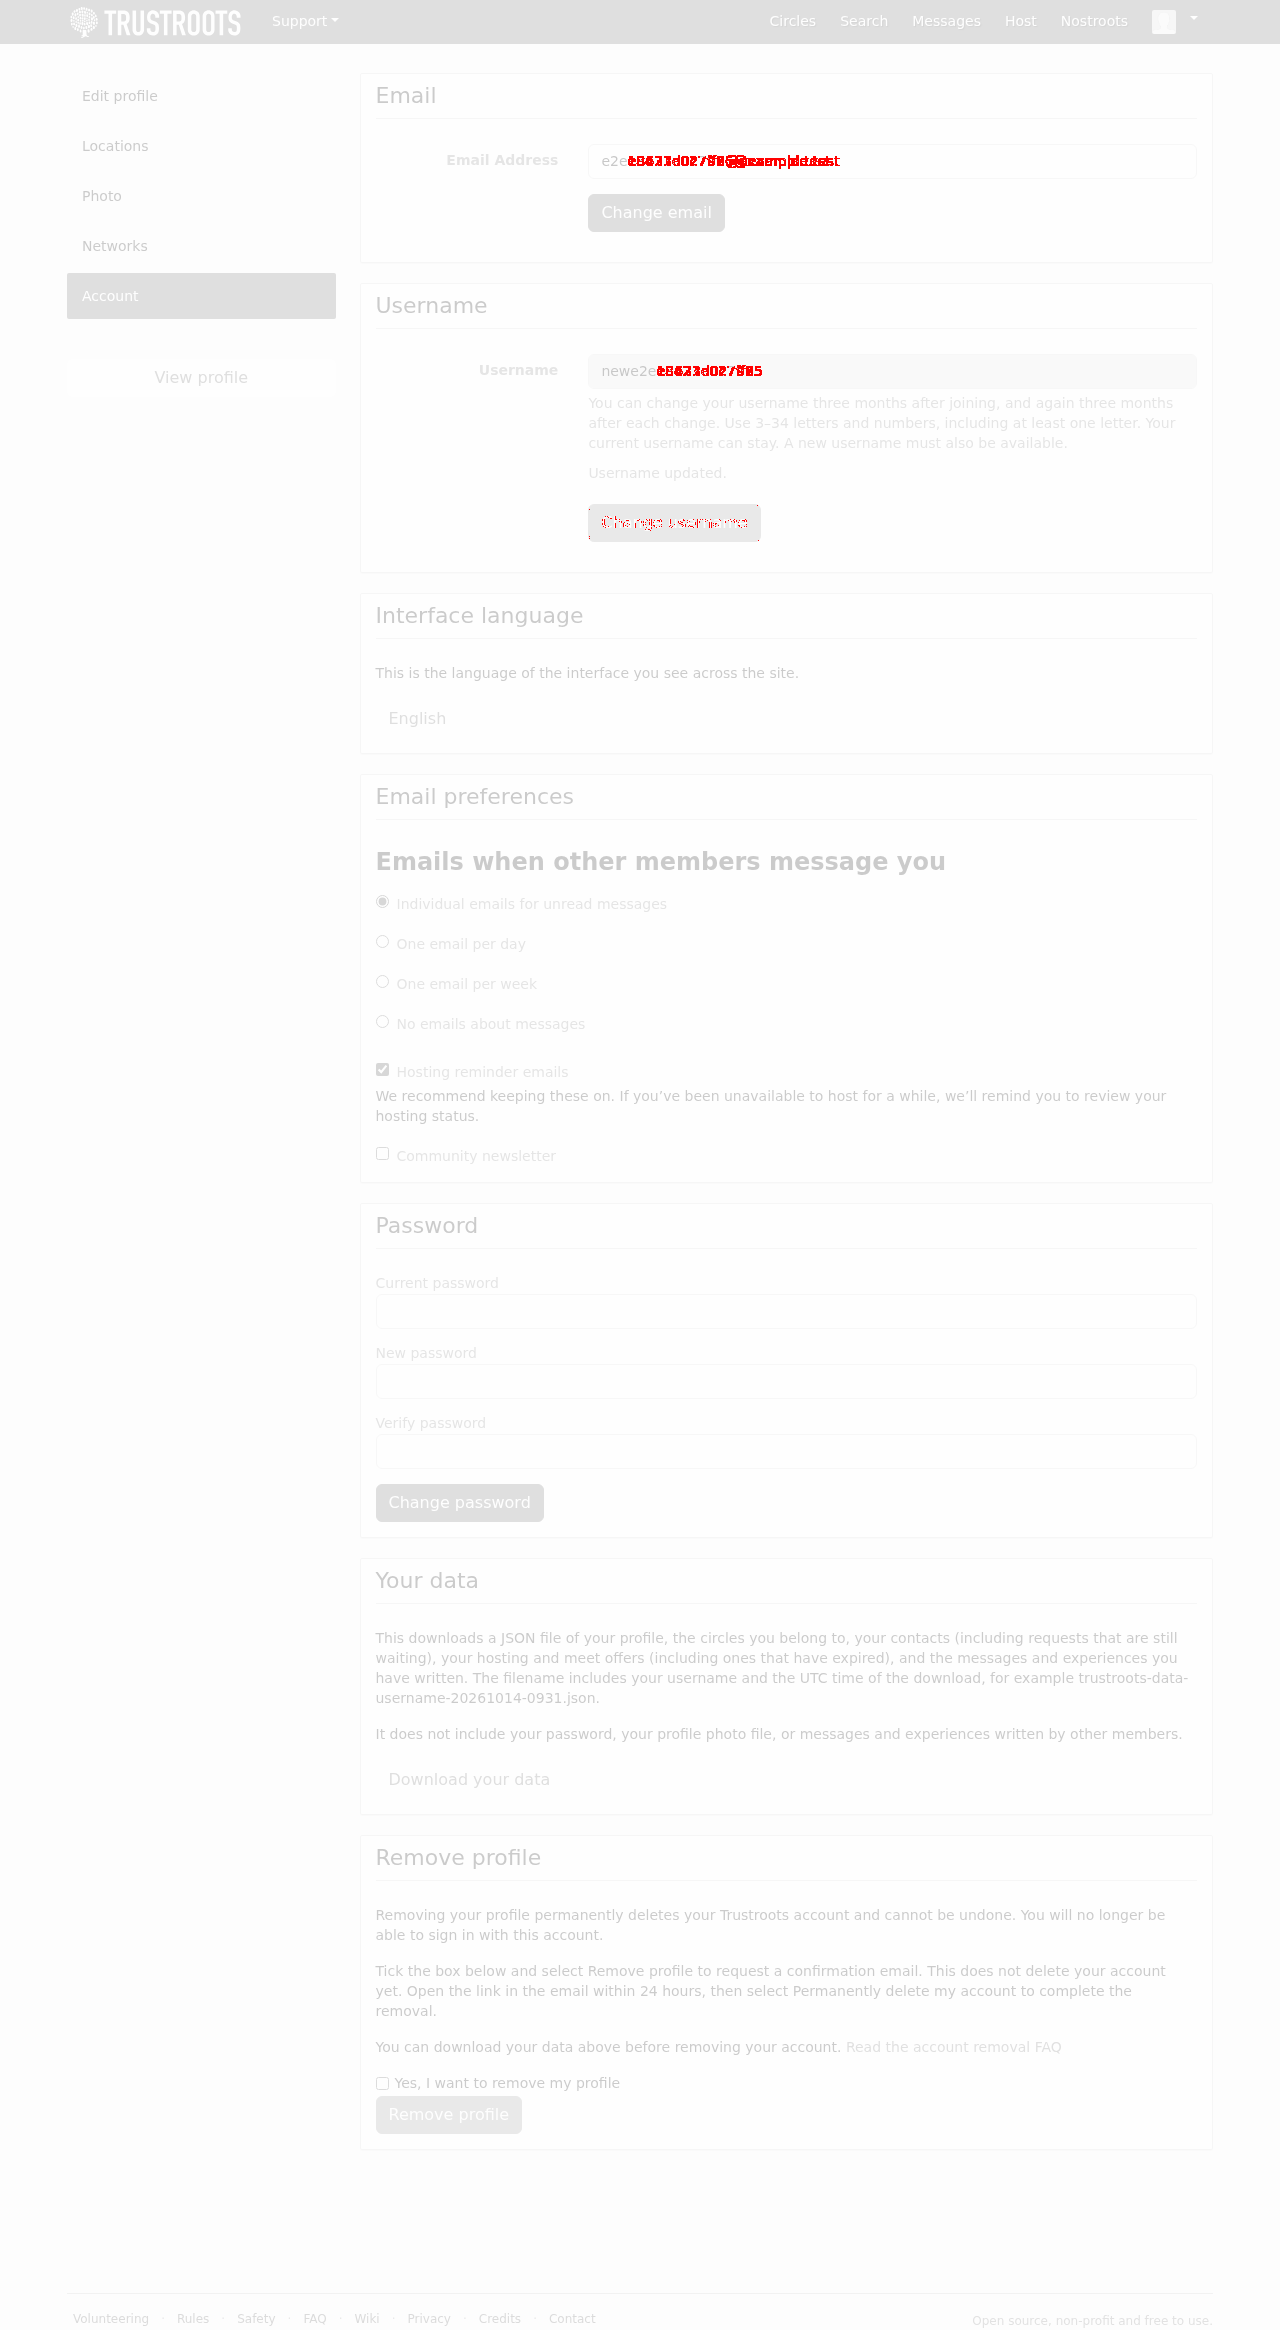 TRUSTROOTS Support Circles Search Messages Host Nostroots
Edit profile
Locations
Photo
Networks
Account
View profile
Email
Email Address
Change email
Username
Username newe2e
You can change your username three months after joining, and again three months
after each change. Use 3–34 letters and numbers, including at least one letter. Your
current username can stay. A new username must also be available.
Username updated.
Change username
Interface language
This is the language of the interface you see across the site.
English
Email preferences
Emails when other members message you
Individual emails for unread messages
One email per day
One email per week
No emails about messages
Hosting reminder emails
We recommend keeping these on. If you’ve been unavailable to host for a while, we’ll remind you to review your
hosting status.
Community newsletter
Password
Current password
New password
Verify password
Change password
Your data
This downloads a JSON file of your profile, the circles you belong to, your contacts (including requests that are still
waiting), your hosting and meet offers (including ones that have expired), and the messages and experiences you
have written. The filename includes your username and the UTC time of the download, for example trustroots-data-
username-20261014-0931.json.
It does not include your password, your profile photo file, or messages and experiences written by other members.
Download your data
Remove profile
Removing your profile permanently deletes your Trustroots account and cannot be undone. You will no longer be
able to sign in with this account.
Tick the box below and select Remove profile to request a confirmation email. This does not delete your account
yet. Open the link in the email within 24 hours, then select Permanently delete my account to complete the
removal.
You can download your data above before removing your account. Read the account removal FAQ
Yes, I want to remove my profile
Remove profile
Volunteering · Rules · Safety · FAQ · Wiki · Privacy · Credits · Contact
Open source, non-profit and free to use.